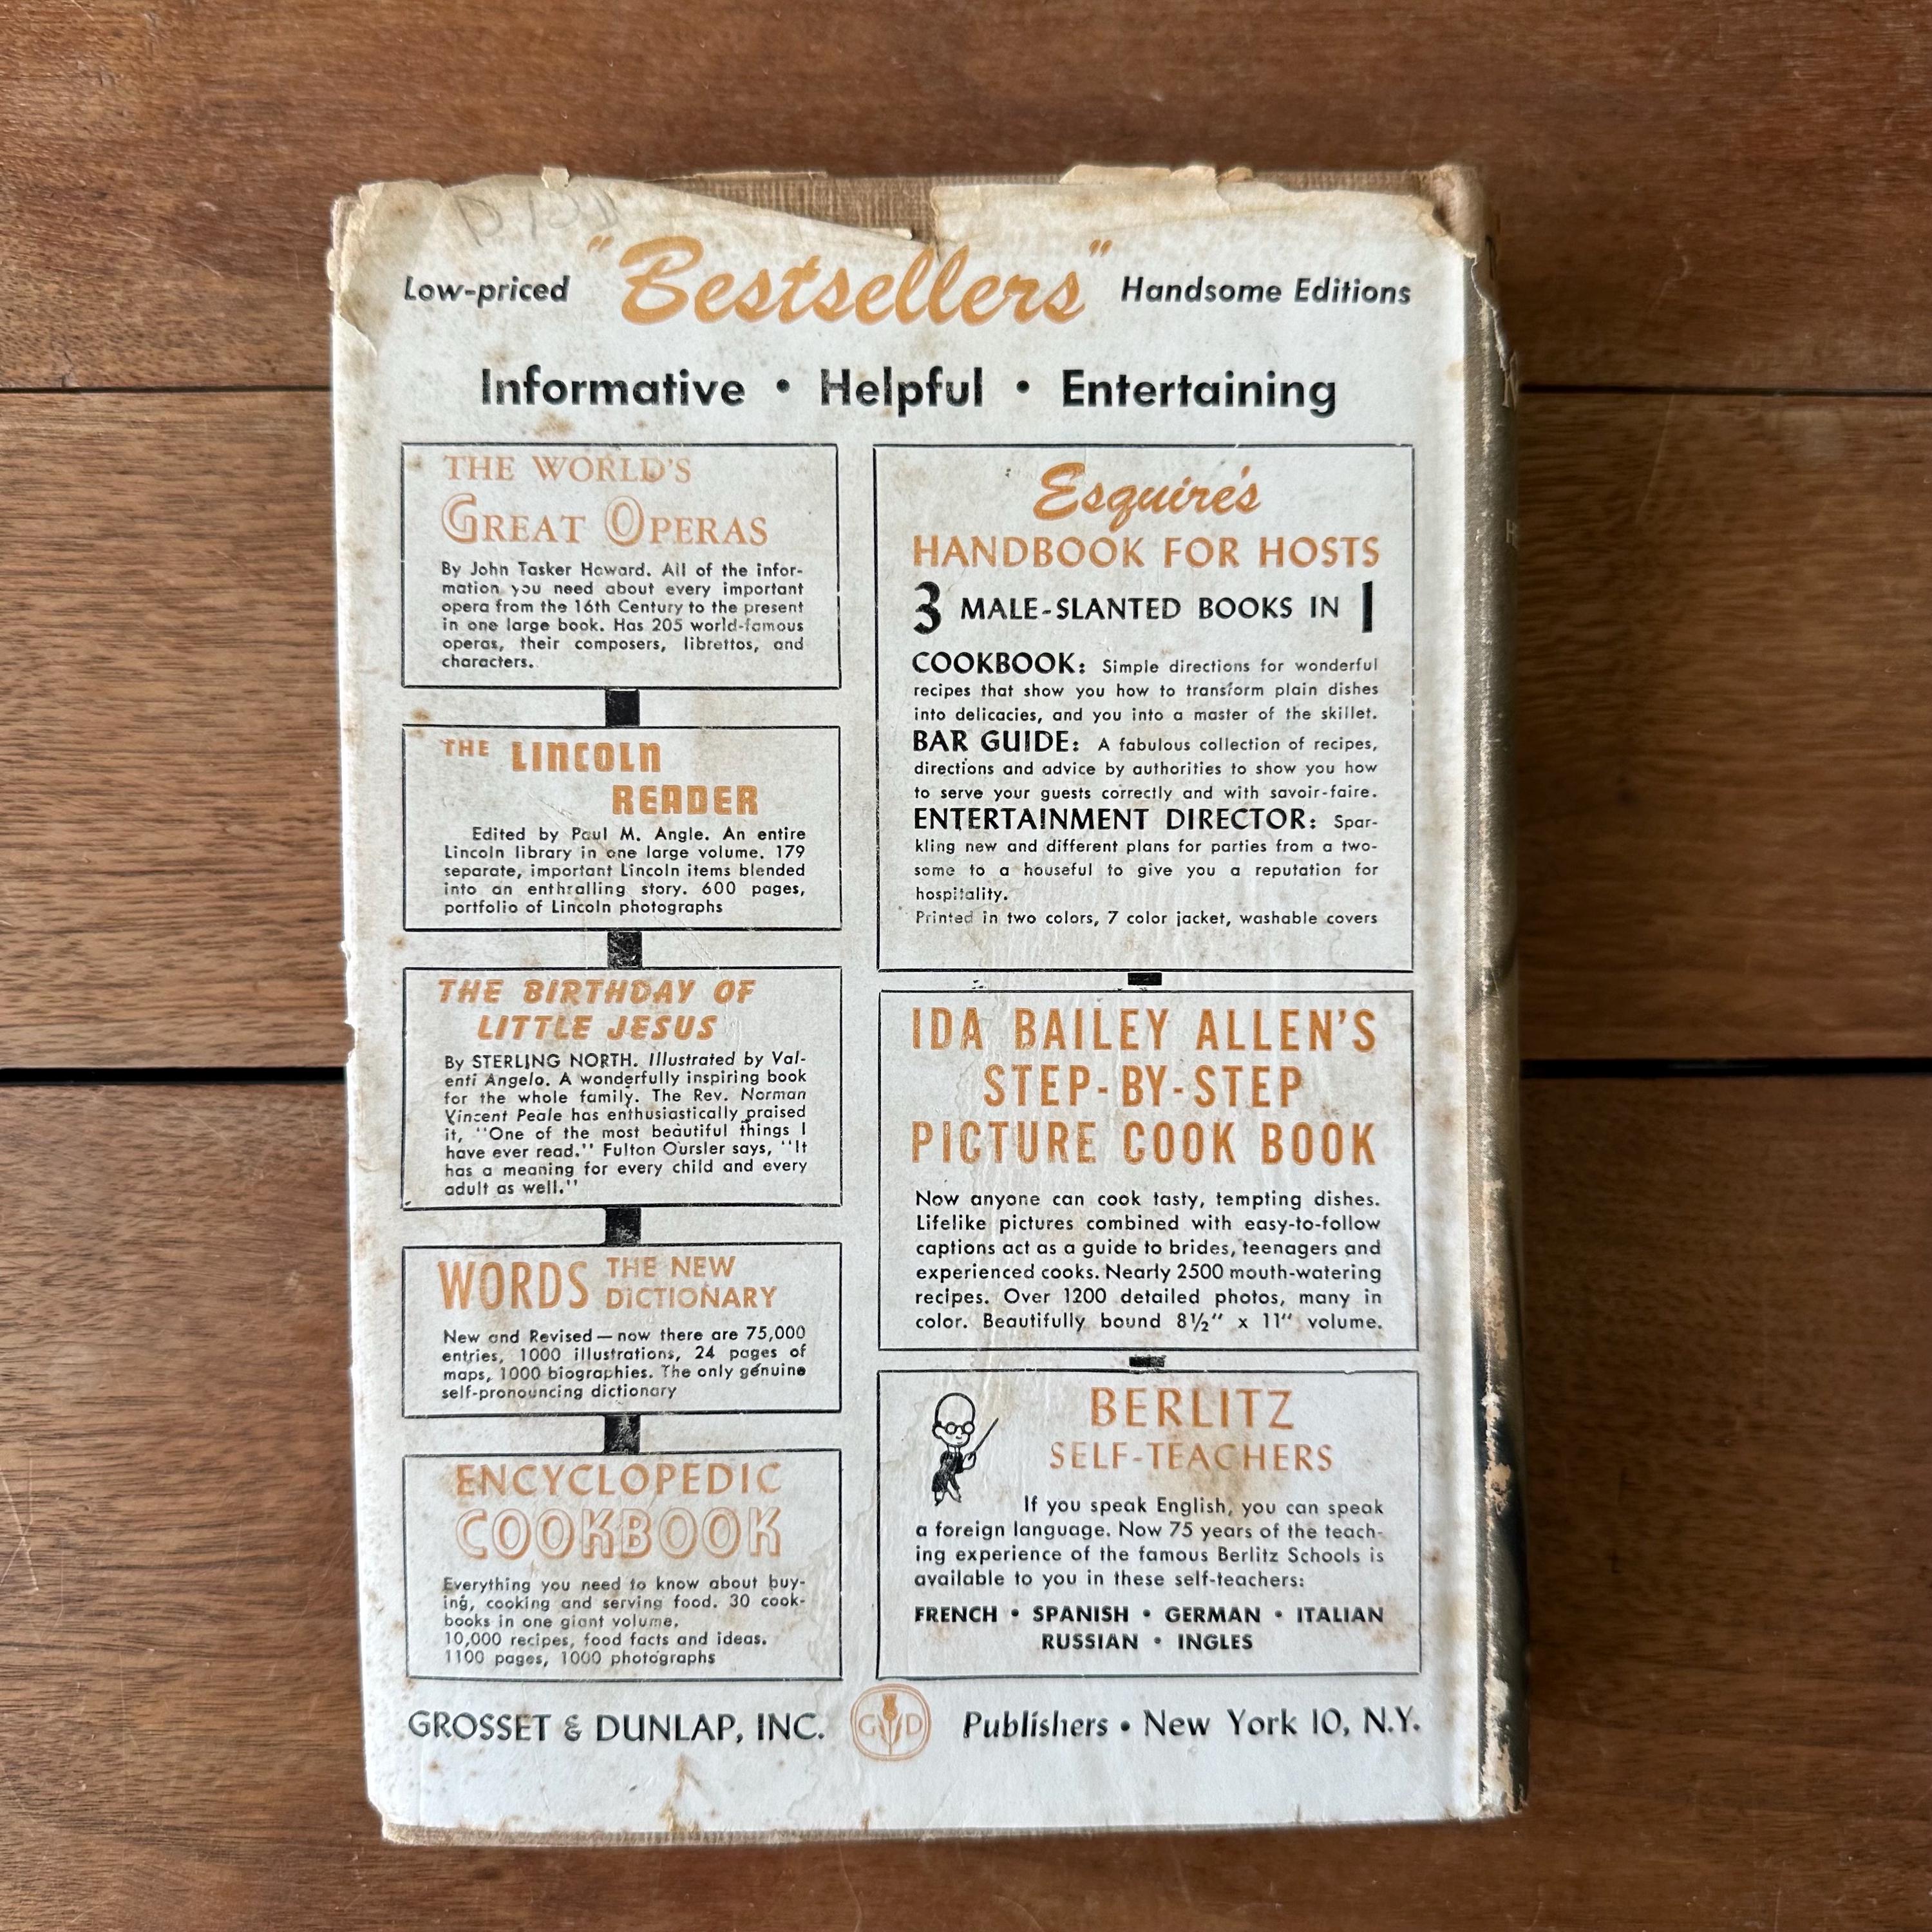 Low-priced "Bestsellers" Handsome Editions
Informative • Helpful • Entertaining
THE WORLD'S
GREAT OPERAS
By John Tasker Howard. All of the infor-
mation you need about every important
opera from the 16th Century to the present
in one large book. Has 205 world-famous
operas, their composers, librettos, and
characters.
THE LINCOLN
READER
Edited by Paul M. Angle. An entire
Lincoln library in one large volume. 179
separate, important Lincoln items blended
into an enthralling story. 600 pages,
portfolio of Lincoln photographs
THE BIRTHDAY OF
LITTLE JESUS
By STERLING NORTH. Illustrated by Val-
enti Angelo. A wonderfully inspiring book
for the whole family. The Rev. Norman
Vincent Peale has enthusiastically praised
it, "One of the most beautiful things I
have ever read." Fulton Oursler says, "It
has a meaning for every child and every
adult as well."
WORDS THE NEW
DICTIONARY
New and Revised—now there are 75,000
entries, 1000 illustrations, 24 pages of
maps, 1000 biographies. The only genuine
self-pronouncing dictionary
ENCYCLOPEDIC
COOKBOOK
Everything you need to know about buy-
ing, cooking and serving food. 30 cook-
books in one giant volume.
10,000 recipes, food facts and ideas.
1100 pages, 1000 photographs
Esquire's
HANDBOOK FOR HOSTS
3 MALE-SLANTED BOOKS IN 1
COOKBOOK: Simple directions for wonderful
recipes that show you how to transform plain dishes
into delicacies, and you into a master of the skillet.
BAR GUIDE: A fabulous collection of recipes,
directions and advice by authorities to show you how
to serve your guests correctly and with savoir-faire.
ENTERTAINMENT DIRECTOR: Spar-
kling new and different plans for parties from a two-
some to a houseful to give you a reputation for
hospitality.
Printed in two colors, 7 color jacket, washable covers
IDA BAILEY ALLEN'S
STEP-BY-STEP
PICTURE COOK BOOK
Now anyone can cook tasty, tempting dishes.
Lifelike pictures combined with easy-to-follow
captions act as a guide to brides, teenagers and
experienced cooks. Nearly 2500 mouth-watering
recipes. Over 1200 detailed photos, many in
color. Beautifully bound 8½" x 11" volume.
BERLITZ
SELF-TEACHERS
If you speak English, you can speak
a foreign language. Now 75 years of the teach-
ing experience of the famous Berlitz Schools is
available to you in these self-teachers:
FRENCH • SPANISH • GERMAN • ITALIAN
RUSSIAN • INGLES
GROSSET & DUNLAP, INC. G D Publishers • New York 10, N.Y.